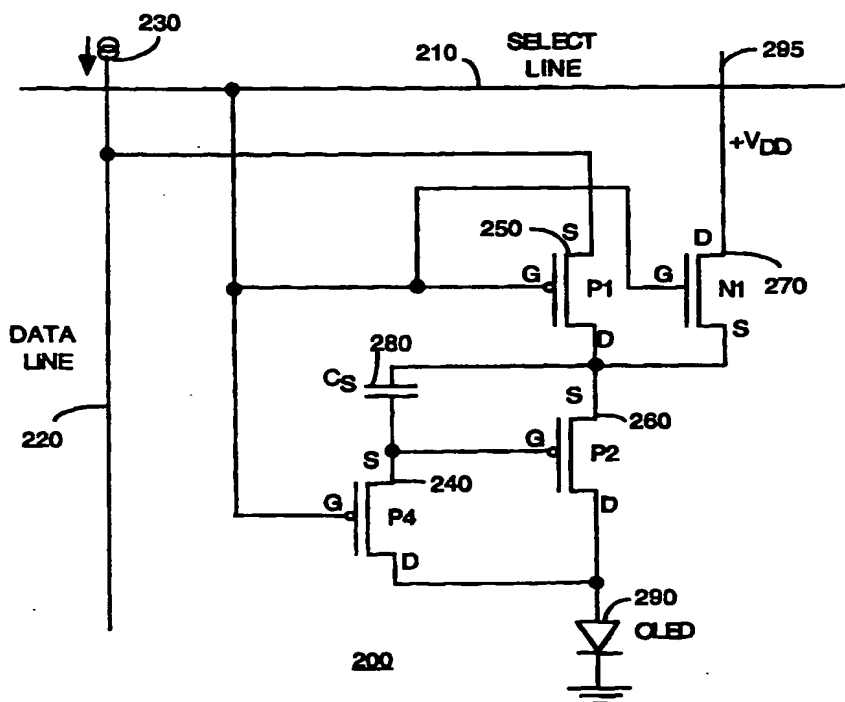 230
210
SELECT
LINE
295
+VDD
S
250
D
G
P1
G
N1
270
D
S
DATA
LINE
280
CS
S
260
G
P2
220
S
240
G
P4
D
D
290
OLED
200